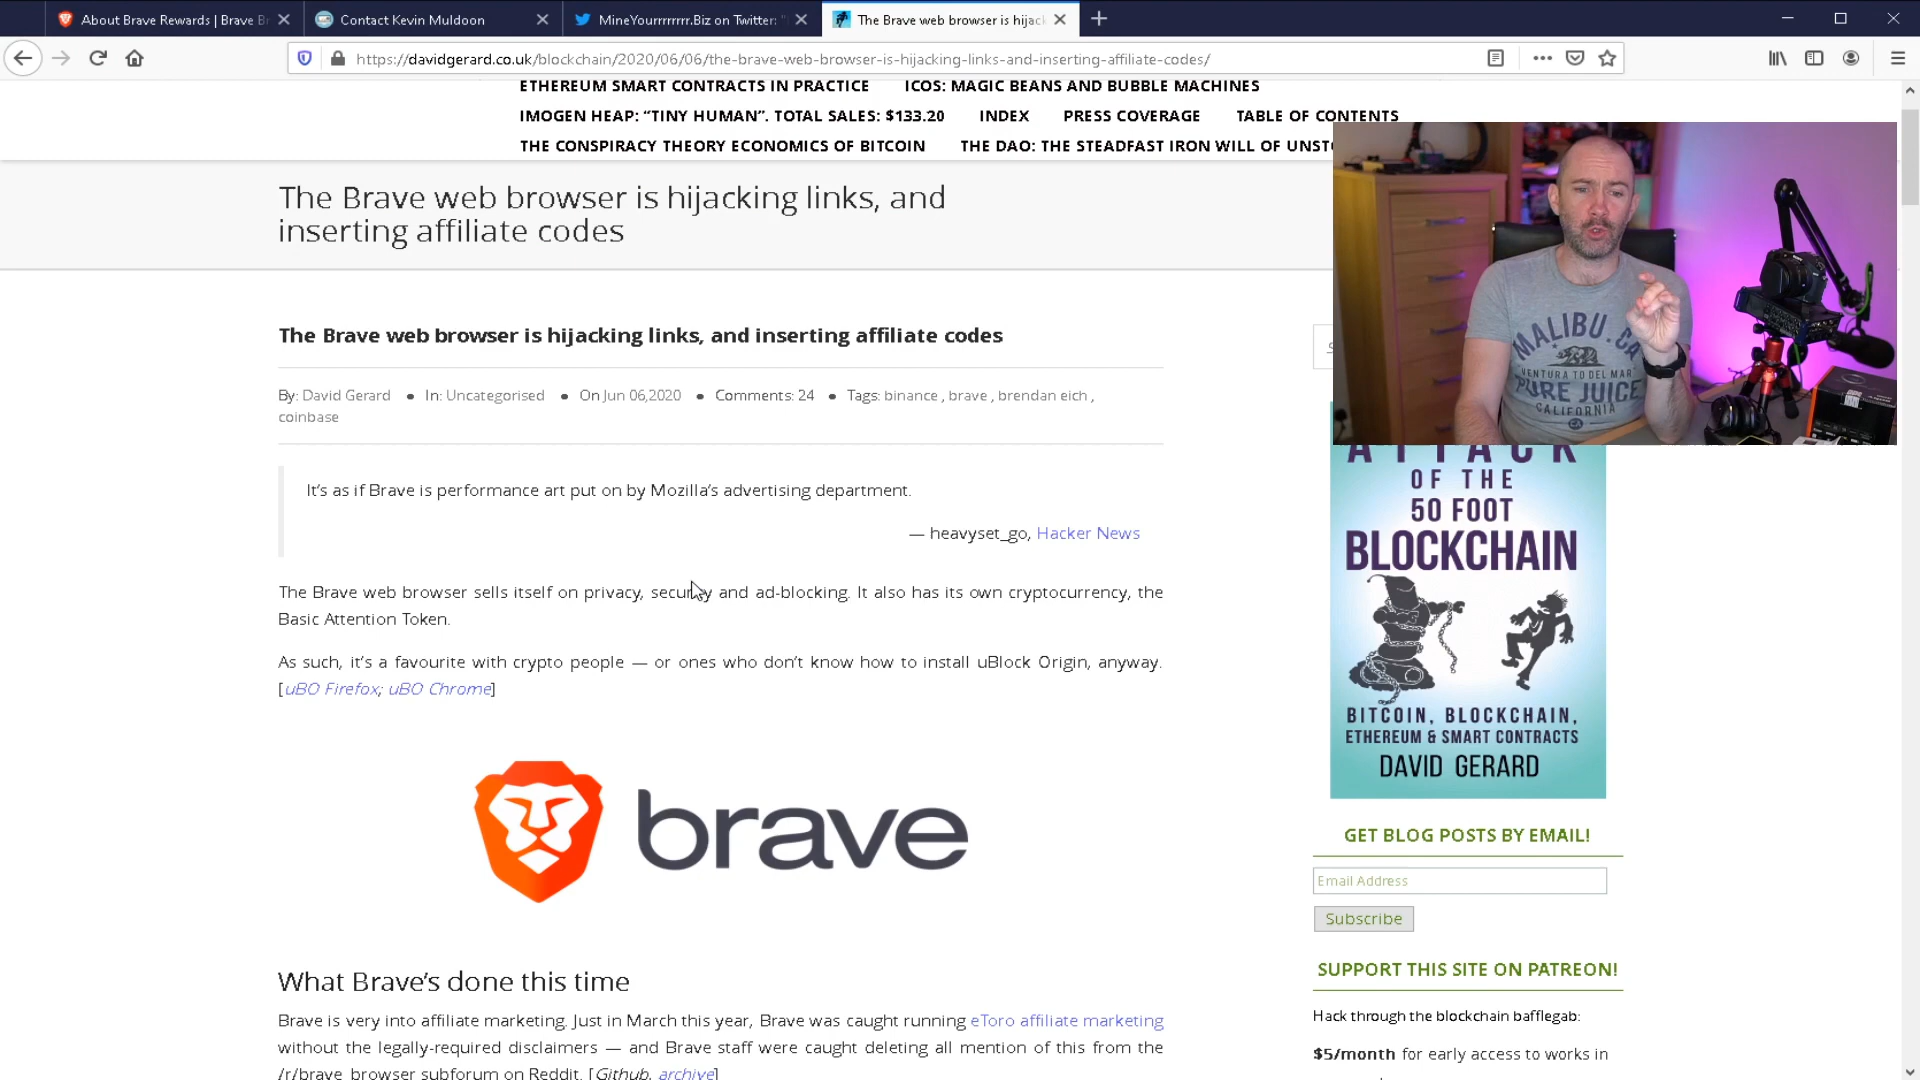 About Brave Rewards | Brave Br
Contact Kevin Muldoon
MineYourrrrrrr.Biz on Twitter: "
The Brave web browser is hijac
https://davidgerard.co.uk/blockchain/2020/06/06/the-brave-web-browser-is-hijacking-links-and-inserting-affiliate-codes/
ETHEREUM SMART CONTRACTS IN PRACTICE ICOS: MAGIC BEANS AND BUBBLE MACHINES
IMOGEN HEAP: “TINY HUMAN”. TOTAL SALES: $133.20 INDEX PRESS COVERAGE TABLE OF CONTENTS
THE CONSPIRACY THEORY ECONOMICS OF BITCOIN THE DAO: THE STEADFAST IRON WILL OF UNST
The Brave web browser is hijacking links, and
inserting affiliate codes
The Brave web browser is hijacking links, and inserting affiliate codes
By: David Gerard • In: Uncategorised • On Jun 06,2020 • Comments: 24 • Tags: binance , brave , brendan eich ,
coinbase
It’s as if Brave is performance art put on by Mozilla’s advertising department.
— heavyset_go, Hacker News
The Brave web browser sells itself on privacy, security and ad-blocking. It also has its own cryptocurrency, the
Basic Attention Token.
As such, it’s a favourite with crypto people — or ones who don’t know how to install uBlock Origin, anyway.
[uBO Firefox; uBO Chrome]
brave
What Brave’s done this time
Brave is very into affiliate marketing. Just in March this year, Brave was caught running eToro affiliate marketing
without the legally-required disclaimers — and Brave staff were caught deleting all mention of this from the
/r/brave_browser subforum on Reddit. [Github, archive]
MALIBU.CA
VENTURA TO DEL MAR
PURE JUICE
CALIFORNIA
CA
ATTACK
OF THE
50 FOOT
BLOCKCHAIN
BITCOIN, BLOCKCHAIN,
ETHEREUM & SMART CONTRACTS
DAVID GERARD
GET BLOG POSTS BY EMAIL!
Email Address
Subscribe
SUPPORT THIS SITE ON PATREON!
Hack through the blockchain bafflegab:
$5/month for early access to works in